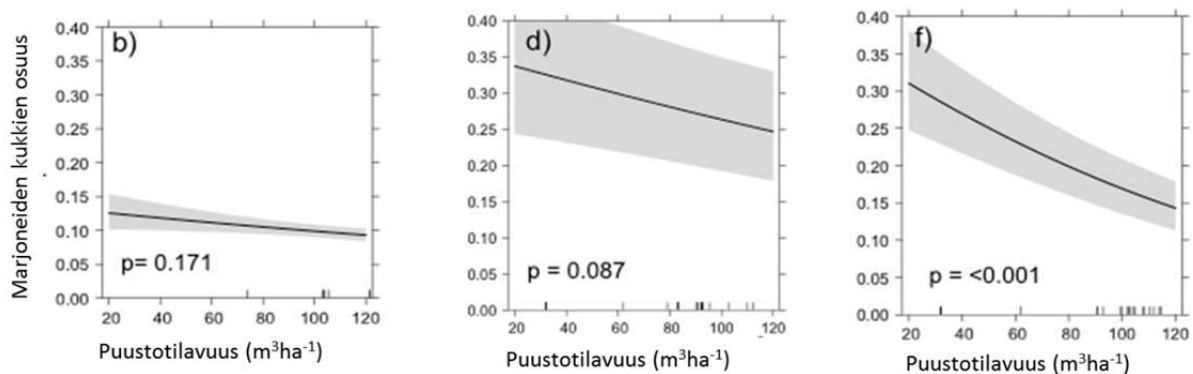 Marjoneiden kukkien osuus
b)
0.40
0.35
0.30
0.25
0.20
0.15
0.10
0.05
0.00
p= 0.171
20 40 60 80 100 120
Puustotilavuus (m³ha⁻¹)
d)
0.40
0.35
0.30
0.25
0.20
0.15
0.10
0.05
0.00
p = 0.087
20 40 60 80 100 120
Puustotilavuus (m³ha⁻¹)
f)
0.40
0.35
0.30
0.25
0.20
0.15
0.10
0.05
0.00
p = <0.001
20 40 60 80 100 120
Puustotilavuus (m³ha⁻¹)